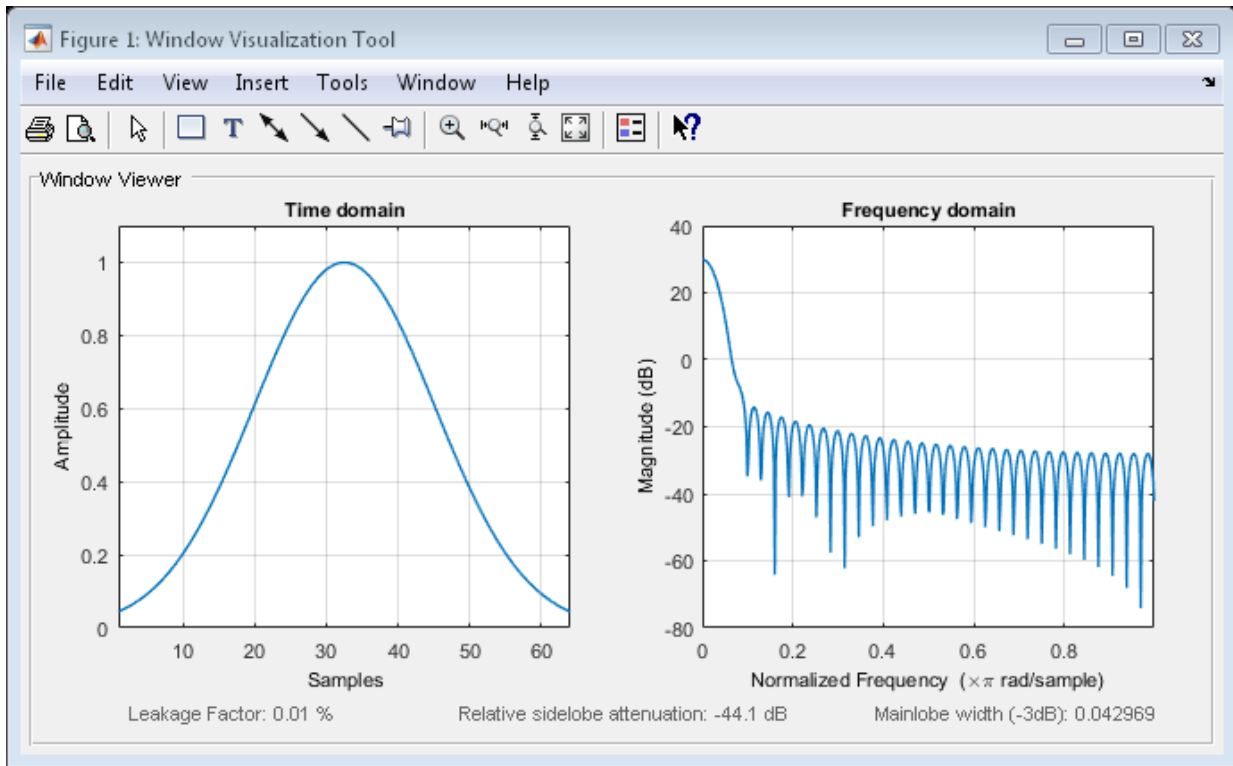 Figure 1: Window Visualization Tool
File Edit View Insert Tools Window Help
T ?
Window Viewer
Time domain
1
0.8
0.6
0.4
0.2
0
Amplitude
10 20 30 40 50 60
Samples
Frequency domain
40
20
0
-20
-40
-60
-80
Magnitude (dB)
0 0.2 0.4 0.6 0.8
Normalized Frequency (×π rad/sample)
Leakage Factor: 0.01 %
Relative sidelobe attenuation: -44.1 dB
Mainlobe width (-3dB): 0.042969